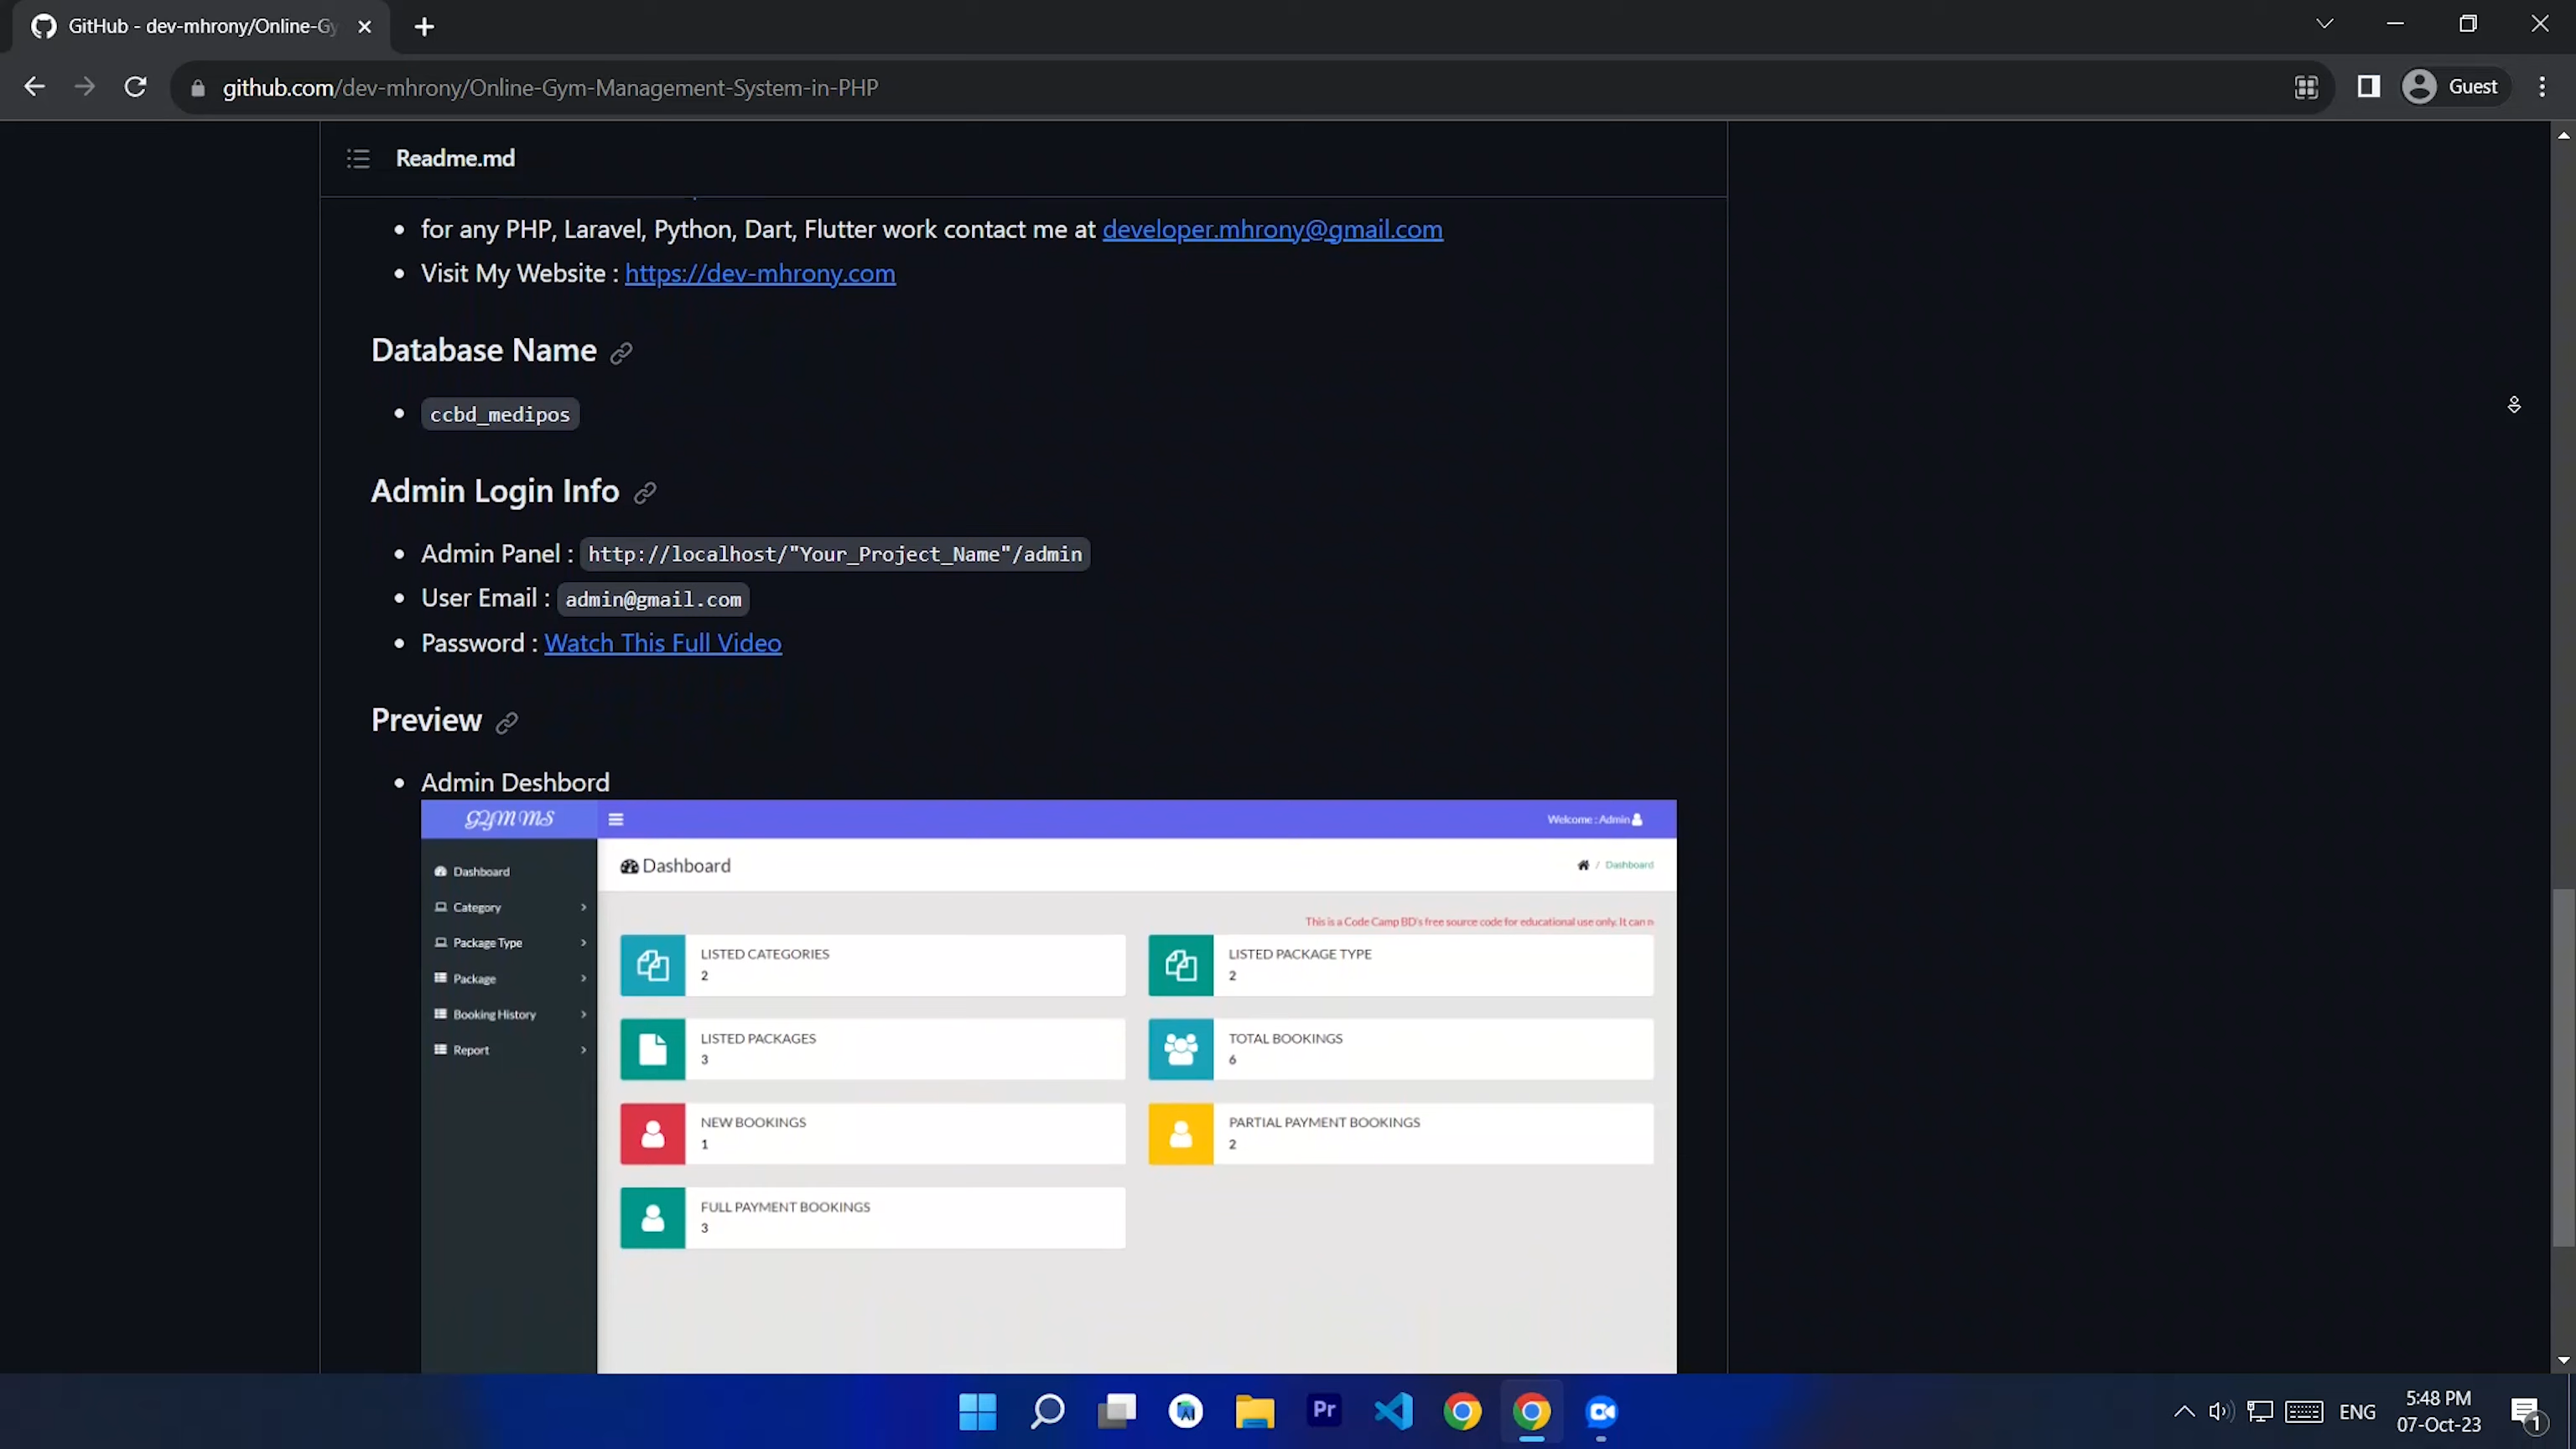 GitHub - dev-mhrony/Online-Gy
github.com/dev-mhrony/Online-Gym-Management-System-in-PHP
Guest
Readme.md
for any PHP, Laravel, Python, Dart, Flutter work contact me at developer.mhrony@gmail.com
Visit My Website : https://dev-mhrony.com
Database Name
ccbd_medipos
Admin Login Info
Admin Panel : http://localhost/"Your_Project_Name"/admin
User Email : admin@gmail.com
Password : Watch This Full Video
Preview
Admin Deshbord
GYM MS
Welcome : Admin
Dashboard
Dashboard
/ Dashboard
Category
Package Type
Package
Booking History
Report
This is a Code Camp BD's free source code for educational use only. It can n
LISTED CATEGORIES
2
LISTED PACKAGE TYPE
2
LISTED PACKAGES
3
TOTAL BOOKINGS
6
NEW BOOKINGS
1
PARTIAL PAYMENT BOOKINGS
2
FULL PAYMENT BOOKINGS
3
Pr
ENG
5:48 PM
07-Oct-23
1